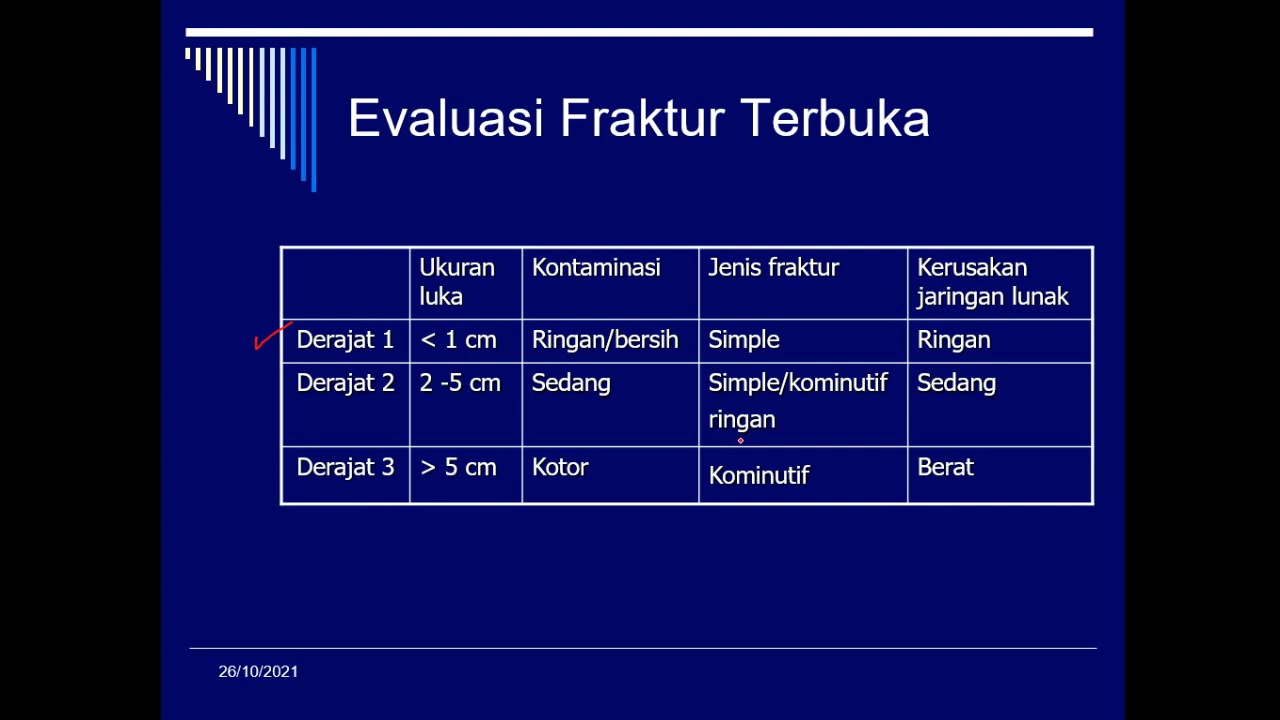 Evaluasi Fraktur Terbuka
Ukuran luka
Kontaminasi
Jenis fraktur
Kerusakan jaringan lunak
Derajat 1
< 1 cm
Ringan/bersih
Simple
Ringan
Derajat 2
2 -5 cm
Sedang
Simple/kominutif ringan
Sedang
Derajat 3
> 5 cm
Kotor
Kominutif
Berat
26/10/2021